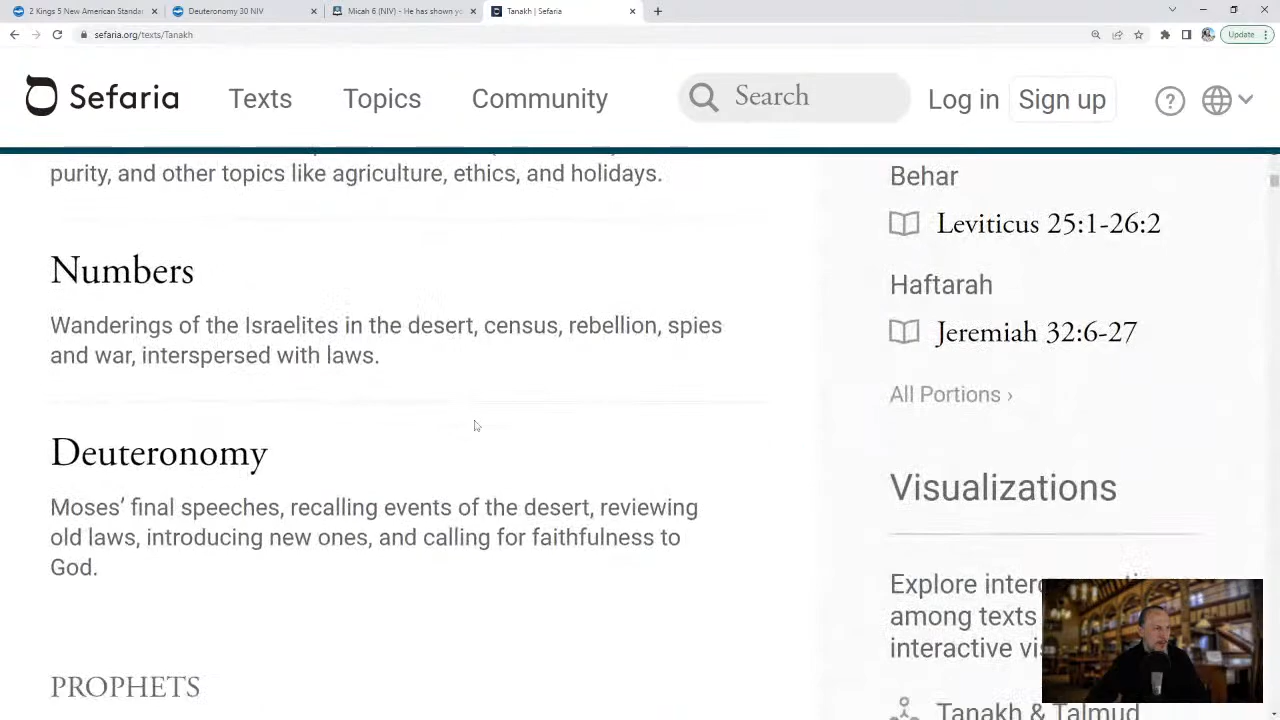 2 Kings 5 New American Standa
Deuteronomy 30 NIV
Micah 6 (NIV) - He has shown yo
Tanakh | Sefaria
sefaria.org/texts/Tanakh
Update
Sefaria
Texts
Topics
Community
Search
Log in
Sign up
purity, and other topics like agriculture, ethics, and holidays.
Numbers
Wanderings of the Israelites in the desert, census, rebellion, spies
and war, interspersed with laws.
Deuteronomy
Moses’ final speeches, recalling events of the desert, reviewing
old laws, introducing new ones, and calling for faithfulness to
God.
PROPHETS
Behar
Leviticus 25:1-26:2
Haftarah
Jeremiah 32:6-27
All Portions ›
Visualizations
Explore
among texts
interactive
Tanakh & Talmud